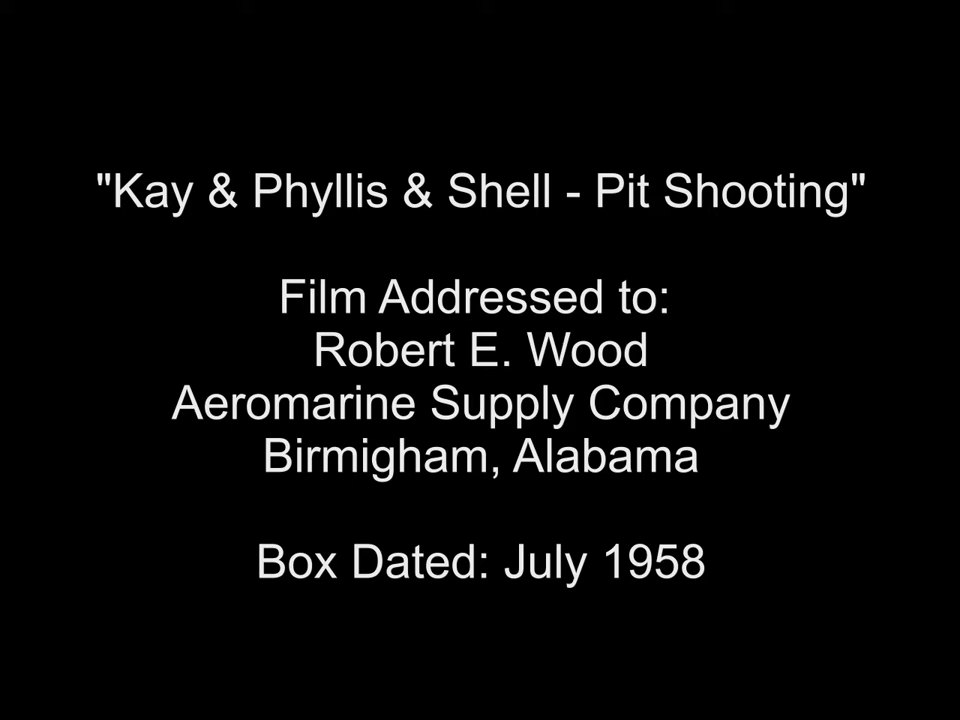 "Kay & Phyllis & Shell - Pit Shooting"
Film Addressed to:
Robert E. Wood
Aeromarine Supply Company
Birmigham, Alabama
Box Dated: July 1958